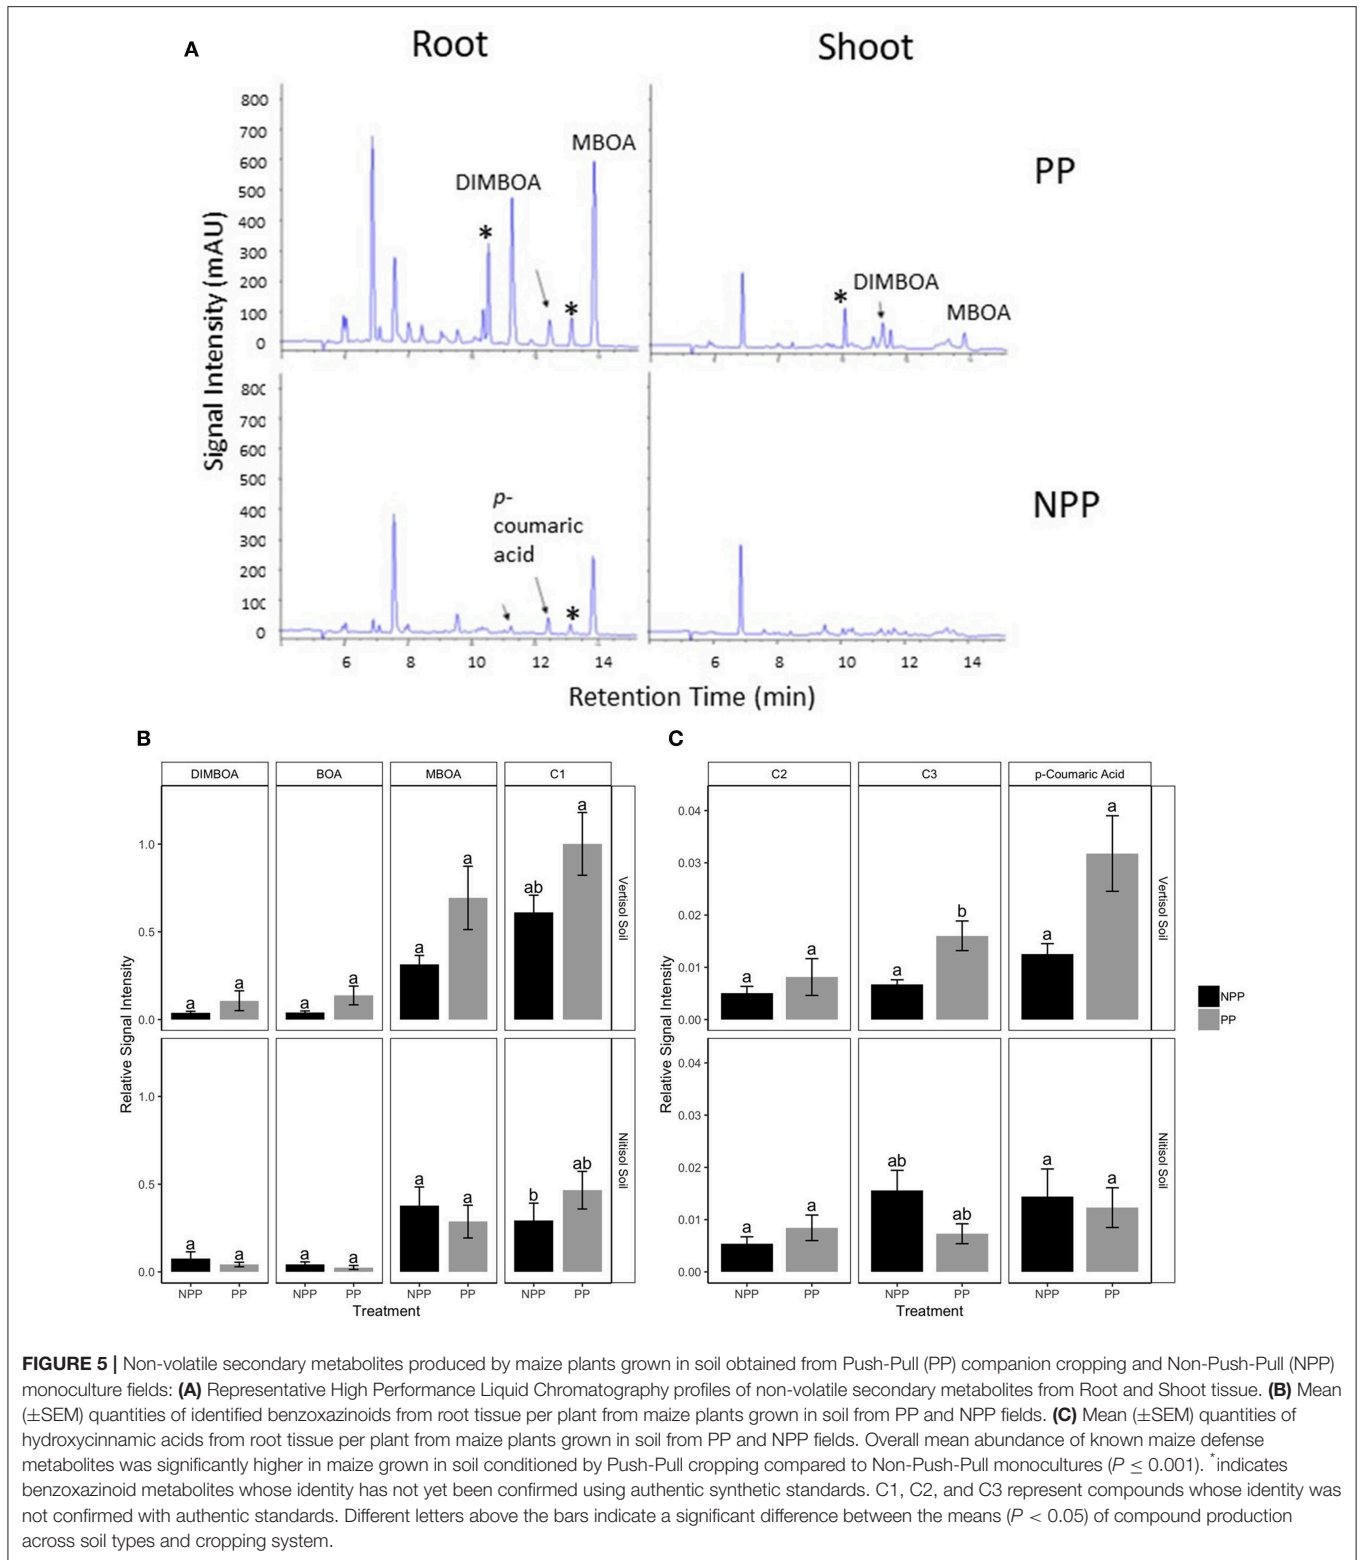 A
Root
Shoot
Signal Intensity (mAU)
800
700
600
500
400
300
200
100
0
DIMBOA
*
*
MBOA
*
DIMBOA
MBOA
PP
800
700
600
500
400
300
200
100
0
p-
coumaric
acid
*
NPP
6 8 10 12 14
6 8 10 12 14
Retention Time (min)
B
DIMBOA BOA MBOA C1
Relative Signal Intensity
1.0
0.5
0.0
a a a a a a ab a
Vertisol Soil
1.0
0.5
0.0
a a a a a a b ab
Nitisol Soil
NPP PP NPP PP NPP PP NPP PP
Treatment
C
C2 C3 p-Coumaric Acid
Relative Signal Intensity
0.04
0.03
0.02
0.01
0.00
a a a b a a
Vertisol Soil
0.04
0.03
0.02
0.01
0.00
a a ab ab a a
Nitisol Soil
NPP PP NPP PP NPP PP
Treatment
NPP
PP
FIGURE 5 | Non-volatile secondary metabolites produced by maize plants grown in soil obtained from Push-Pull (PP) companion cropping and Non-Push-Pull (NPP)
monoculture fields: (A) Representative High Performance Liquid Chromatography profiles of non-volatile secondary metabolites from Root and Shoot tissue. (B) Mean
(±SEM) quantities of identified benzoxazinoids from root tissue per plant from maize plants grown in soil from PP and NPP fields. (C) Mean (±SEM) quantities of
hydroxycinnamic acids from root tissue per plant from maize plants grown in soil from PP and NPP fields. Overall mean abundance of known maize defense
metabolites was significantly higher in maize grown in soil conditioned by Push-Pull cropping compared to Non-Push-Pull monocultures (P ≤ 0.001). *indicates
benzoxazinoid metabolites whose identity has not yet been confirmed using authentic synthetic standards. C1, C2, and C3 represent compounds whose identity was
not confirmed with authentic standards. Different letters above the bars indicate a significant difference between the means (P < 0.05) of compound production
across soil types and cropping system.